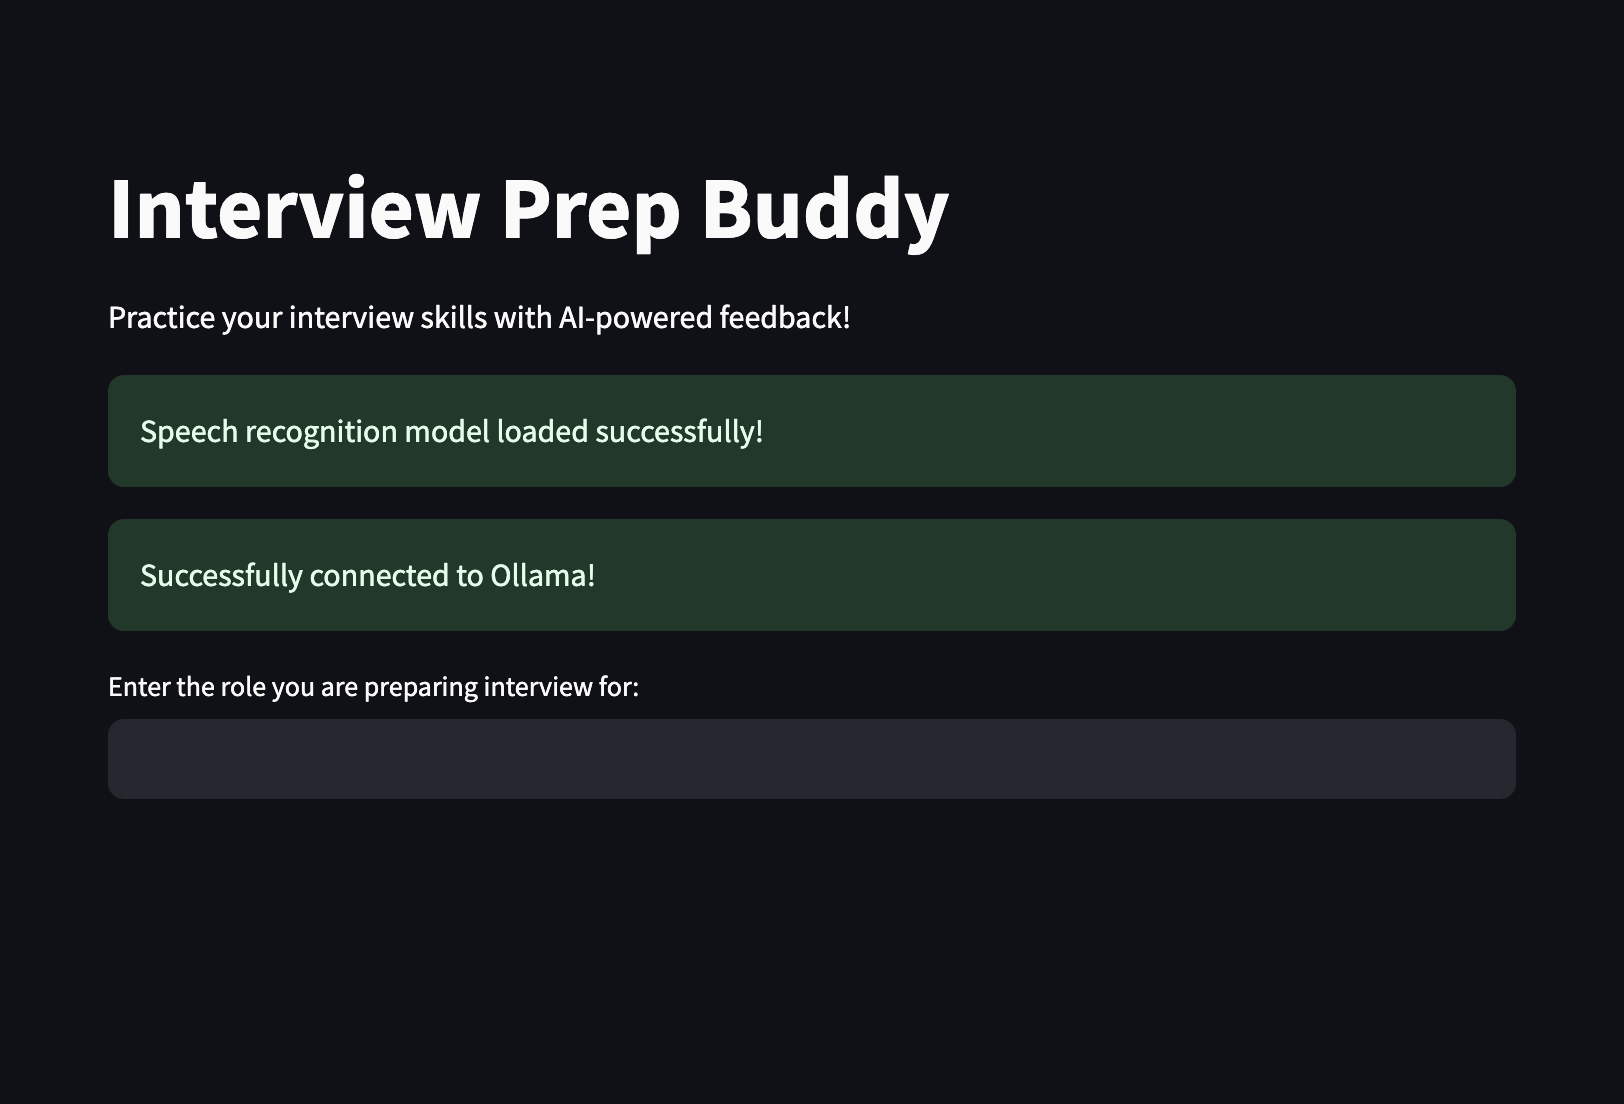 Interview Prep Buddy
Practice your interview skills with AI-powered feedback!
Speech recognition model loaded successfully!
Successfully connected to Ollama!
Enter the role you are preparing interview for: